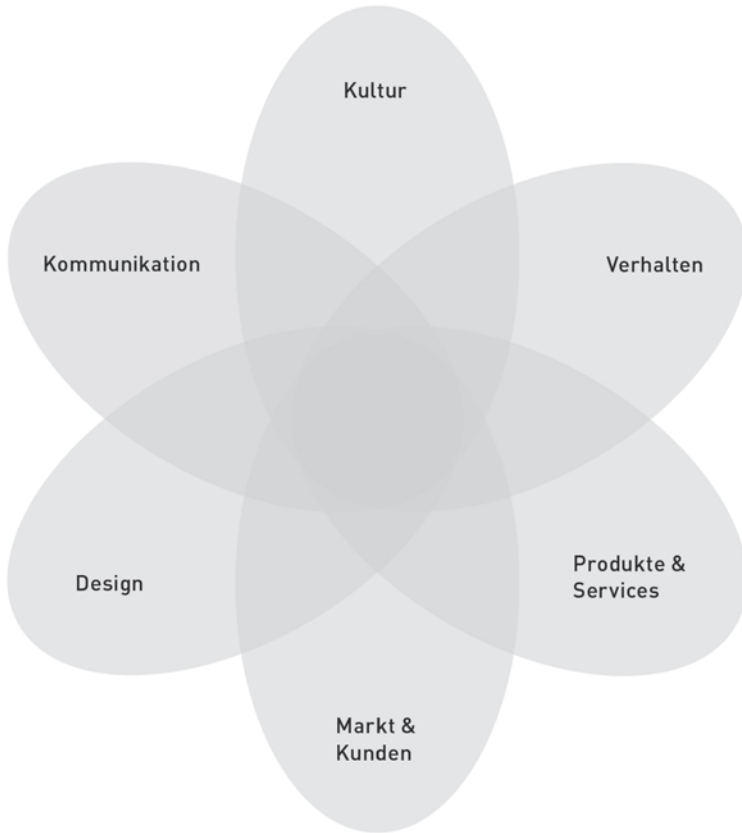 Kultur
Kommunikation
Verhalten
Design
Produkte &
Services
Markt &
Kunden